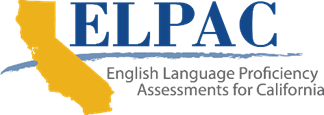 ELPAC
English Language Proficiency
Assessments for California